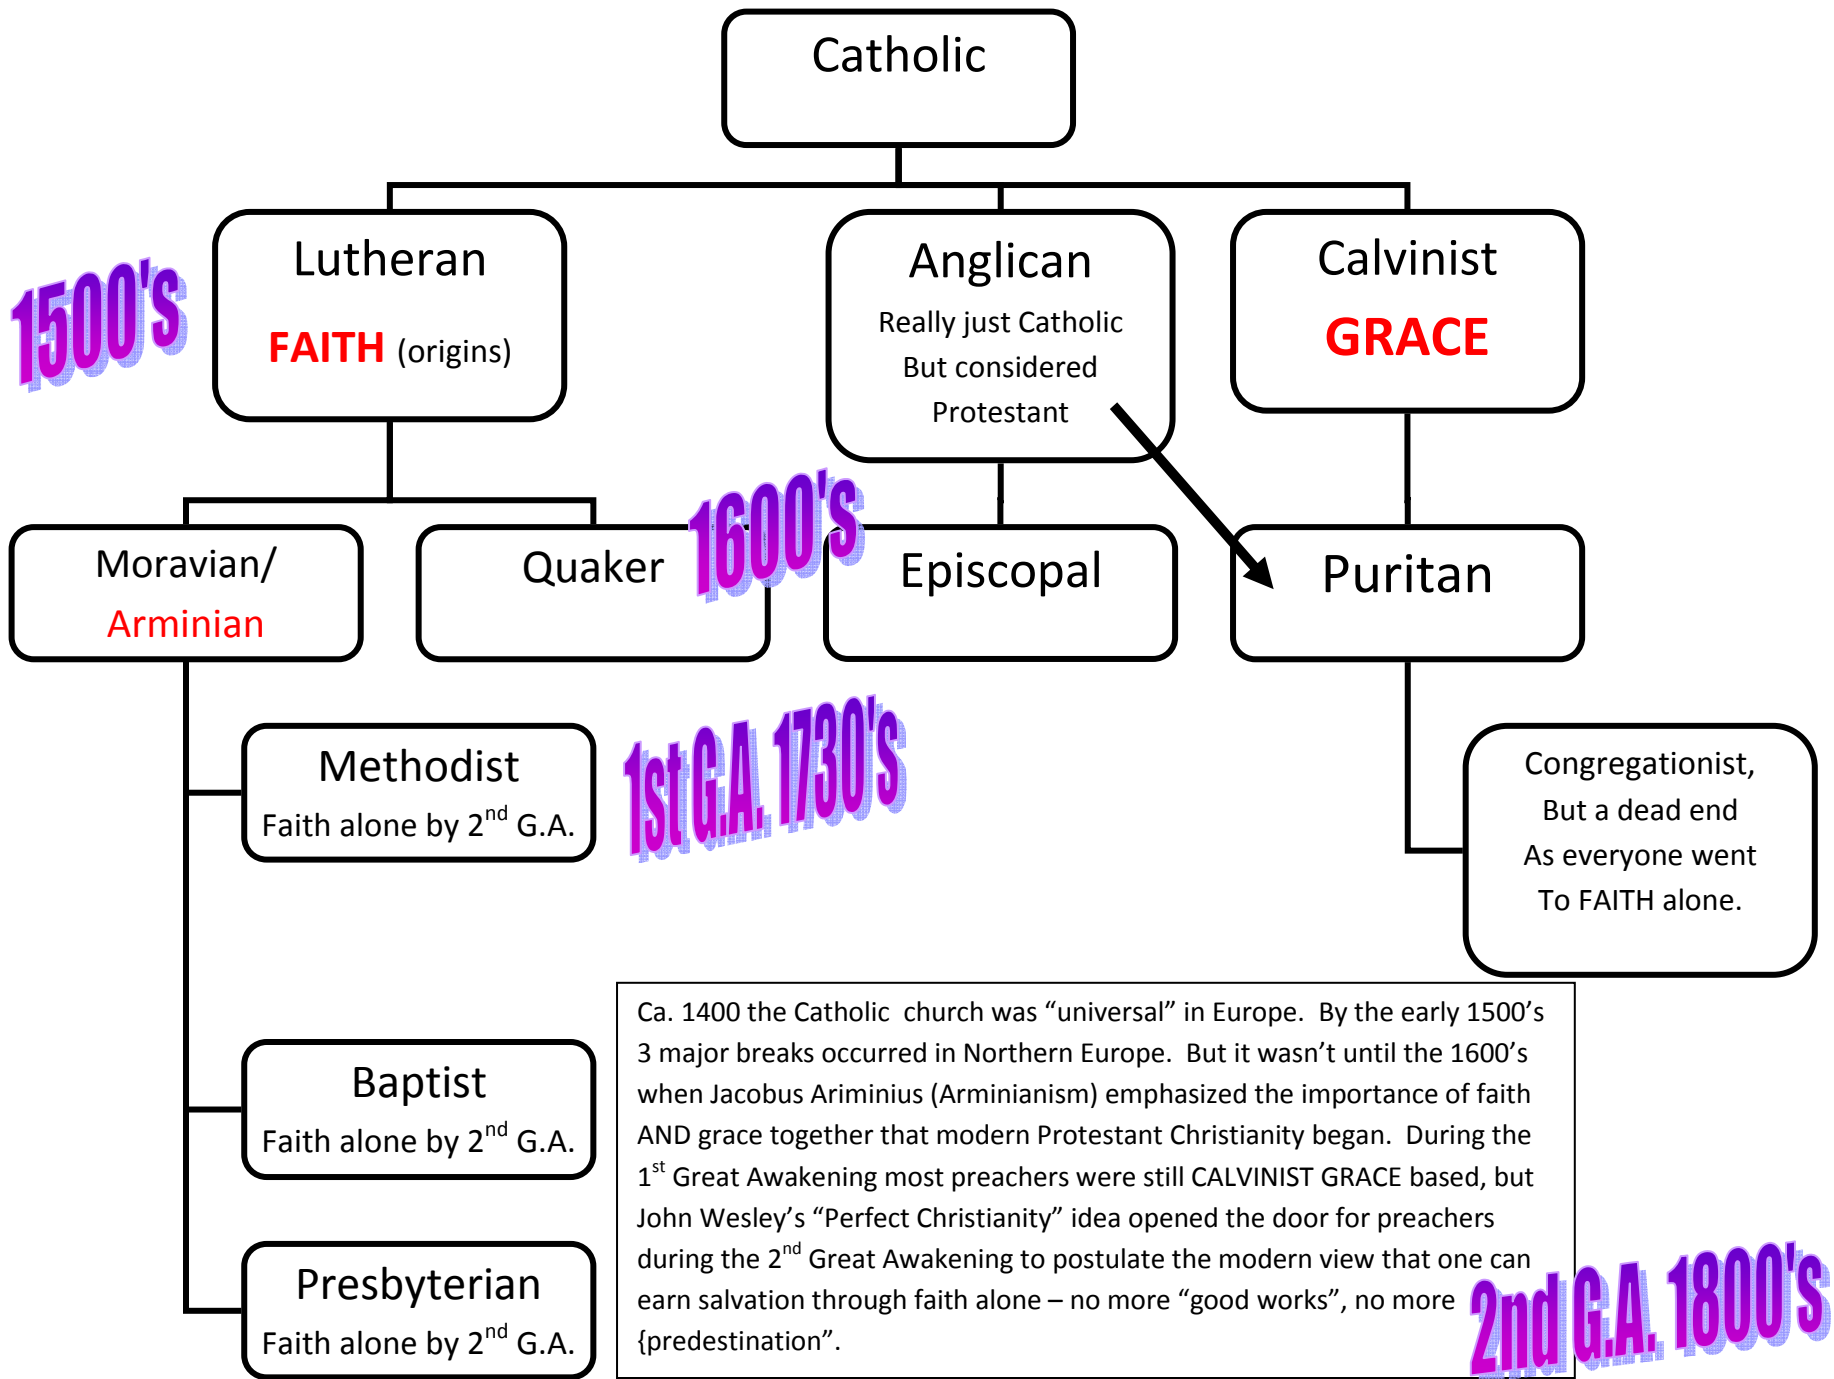 Catholic
Lutheran
FAITH (origins)
Anglican
Really just Catholic
But considered
Protestant
Calvinist
GRACE
1500's
1600's
Moravian/
Arminian
Quaker
Episcopal
Puritan
Methodist
Faith alone by 2nd G.A.
1st G.A. 1730's
Congregationist,
But a dead end
As everyone went
To FAITH alone.
Baptist
Faith alone by 2nd G.A.
Presbyterian
Faith alone by 2nd G.A.
Ca. 1400 the Catholic  church was “universal” in Europe.  By the early 1500’s
3 major breaks occurred in Northern Europe.  But it wasn’t until the 1600’s
when Jacobus Ariminius (Arminianism) emphasized the importance of faith
AND grace together that modern Protestant Christianity began.  During the
1st Great Awakening most preachers were still CALVINIST GRACE based, but
John Wesley’s “Perfect Christianity” idea opened the door for preachers
during the 2nd Great Awakening to postulate the modern view that one can
earn salvation through faith alone – no more “good works”, no more
{predestination”.
2nd G.A. 1800's